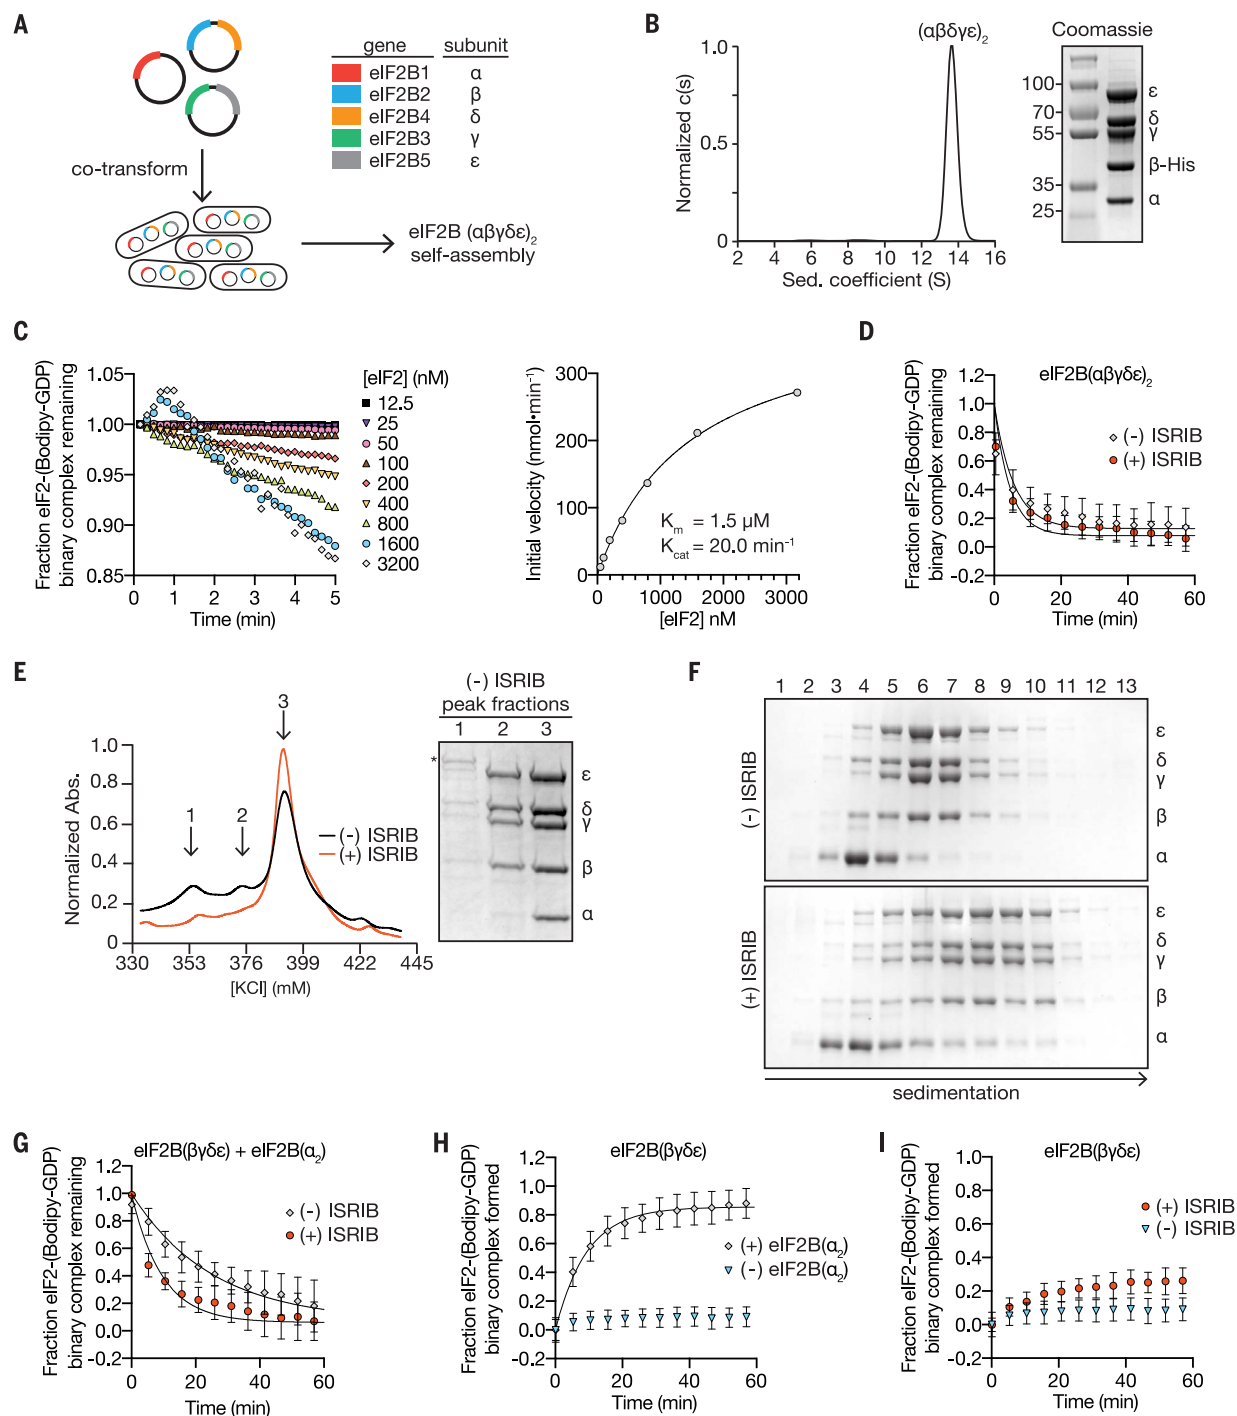 A
gene subunit
eIF2B1 α
eIF2B2 β
eIF2B4 δ
eIF2B3 γ
eIF2B5 ε
co-transform
eIF2B (αβγδε)2
self-assembly
B
(αβδγε)2
Normalized c(s)
1.0
0.5
0
2 4 6 8 10 12 14 16
Sed. coefficient (S)
Coomassie
100
70
55
35
25
ε
δ
γ
β-His
α
C
Fraction eIF2-(Bodipy-GDP)
binary complex remaining
1.05
1.00
0.95
0.90
0.85
0 1 2 3 4 5
Time (min)
[eIF2] (nM)
12.5
25
50
100
200
400
800
1600
3200
Initial velocity (nmol•min-1)
300
200
100
0
0 1000 2000 3000
[eIF2] nM
Km = 1.5 µM
Kcat = 20.0 min-1
D
eIF2B(αβγδε)2
Fraction eIF2-(Bodipy-GDP)
binary complex remaining
1.2
1.0
0.8
0.6
0.4
0.2
0.0
-0.2
0 20 40 60
Time (min)
(-) ISRIB
(+) ISRIB
E
Normalized Abs.
1.0
0.8
0.6
0.4
0.2
0
330 353 376 399 422 445
[KCl] (mM)
1
2
3
(-) ISRIB
(+) ISRIB
(-) ISRIB
peak fractions
1 2 3
*
ε
δ
γ
β
α
F
1 2 3 4 5 6 7 8 9 10 11 12 13
(-) ISRIB
ε
δ
γ
β
α
(+) ISRIB
ε
δ
γ
β
α
sedimentation
G
eIF2B(βγδε) + eIF2B(α2)
Fraction eIF2-(Bodipy-GDP)
binary complex remaining
1.2
1.0
0.8
0.6
0.4
0.2
0.0
-0.2
0 20 40 60
Time (min)
(-) ISRIB
(+) ISRIB
H
eIF2B(βγδε)
Fraction eIF2-(Bodipy-GDP)
binary complex formed
1.2
1.0
0.8
0.6
0.4
0.2
0.0
-0.2
0 20 40 60
Time (min)
(+) eIF2B(α2)
(-) eIF2B(α2)
I
eIF2B(βγδε)
Fraction eIF2-(Bodipy-GDP)
binary complex formed
1.0
0.8
0.6
0.4
0.2
0.0
-0.2
0 20 40 60
Time (min)
(+) ISRIB
(-) ISRIB